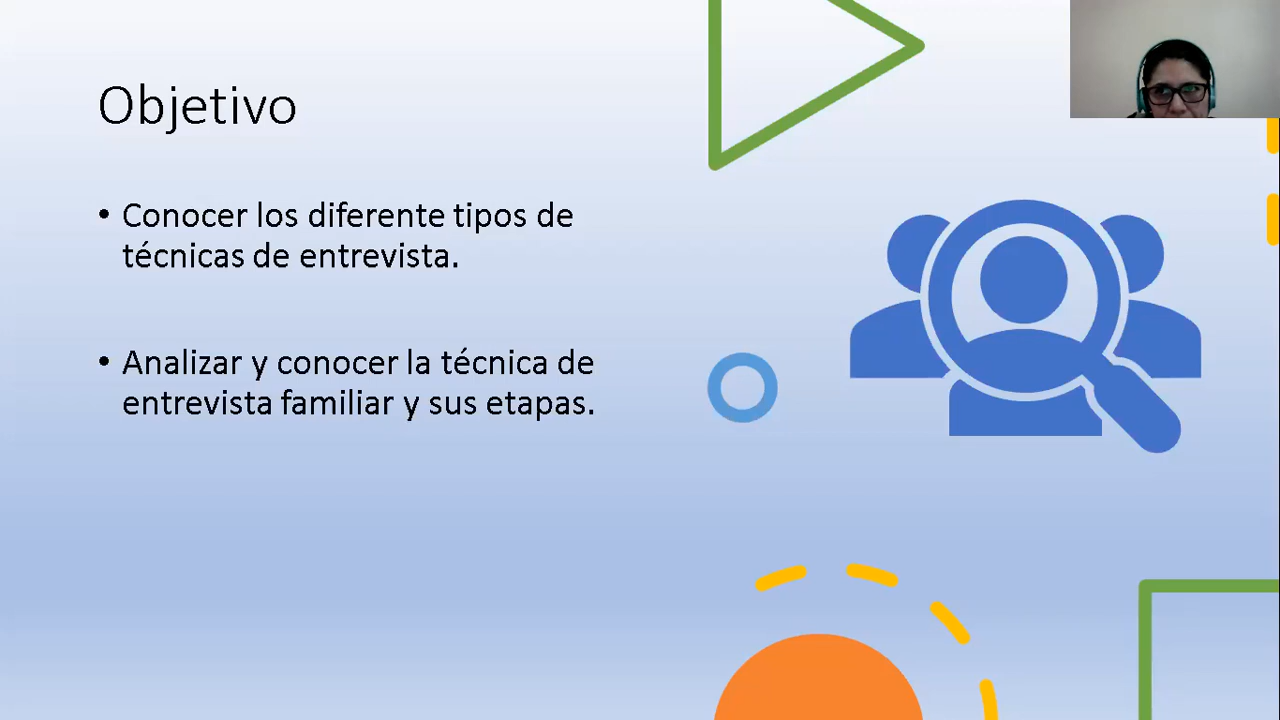 Objetivo
• Conocer los diferente tipos de
técnicas de entrevista.
• Analizar y conocer la técnica de
entrevista familiar y sus etapas.